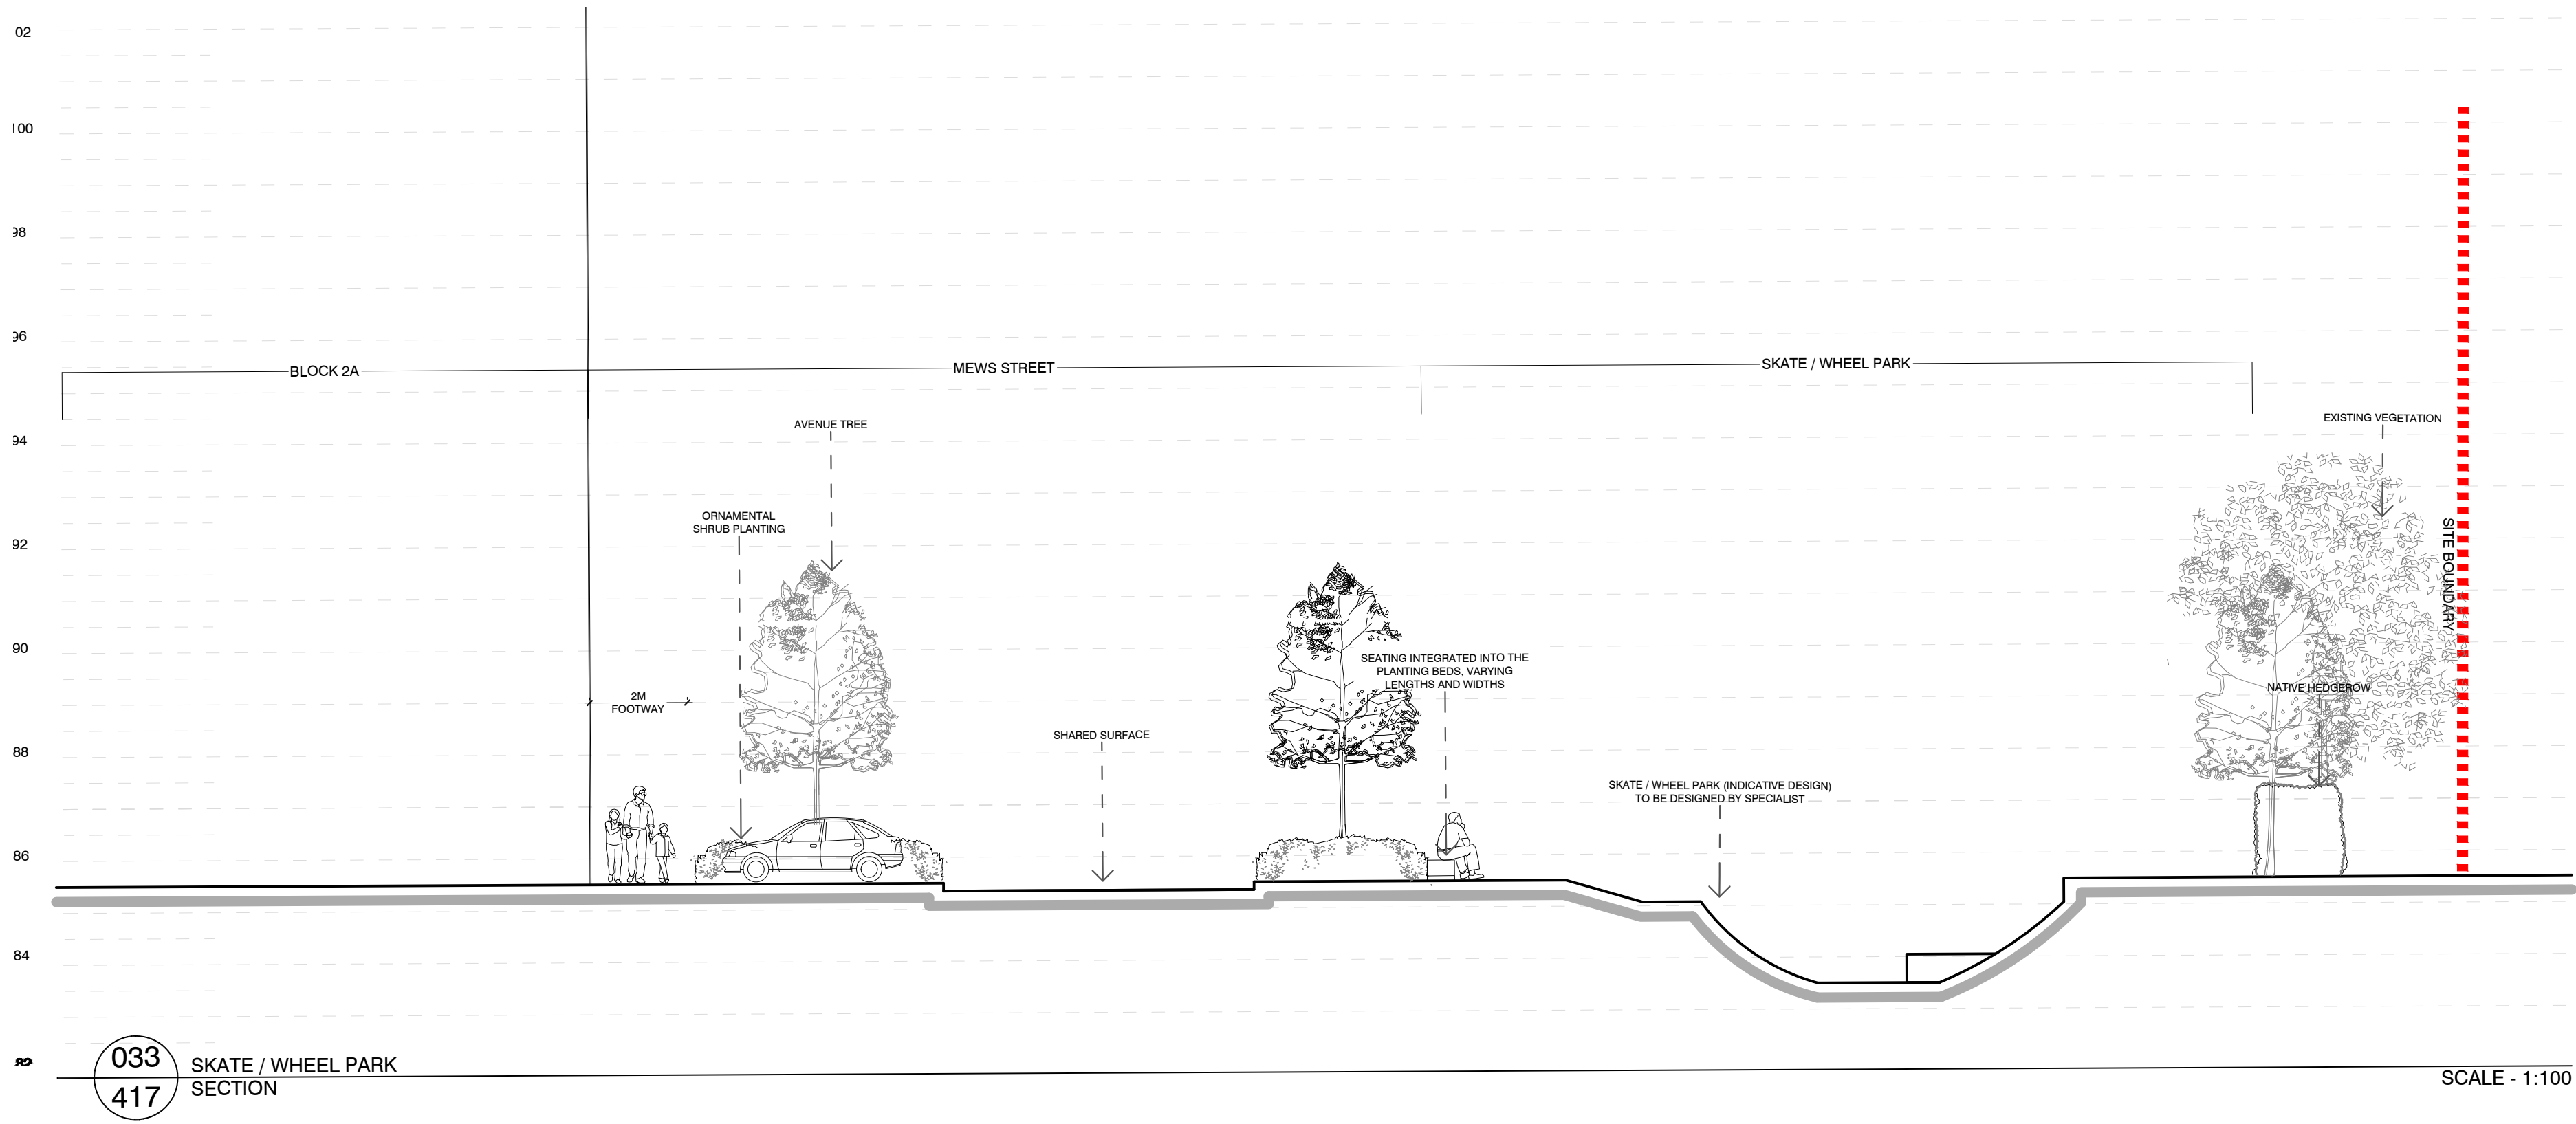 02
100
98
96
BLOCK 2A
MEWS STREET
SKATE / WHEEL PARK
AVENUE TREE
EXISTING VEGETATION
94
ORNAMENTAL
SHRUB PLANTING
SITE BOUNDARY
92
90
SEATING INTEGRATED INTO THE
PLANTING BEDS, VARYING
LENGTHS AND WIDTHS
NATIVE HEDGEROW
2M
FOOTWAY
SHARED SURFACE
88
SKATE / WHEEL PARK (INDICATIVE DESIGN)
TO BE DESIGNED BY SPECIALIST
86
84
033
417
SKATE / WHEEL PARK
SECTION
SCALE - 1:100